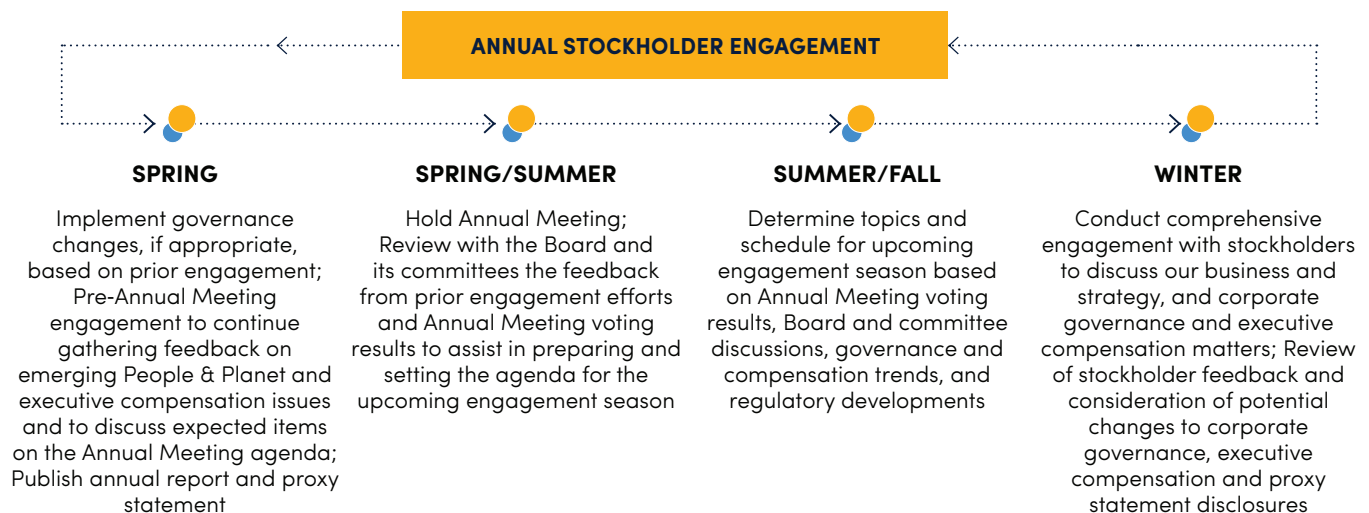 ANNUAL STOCKHOLDER ENGAGEMENT
SPRING
Implement governance
changes, if appropriate,
based on prior engagement;
Pre-Annual Meeting
engagement to continue
gathering feedback on
emerging People & Planet and
executive compensation issues
and to discuss expected items
on the Annual Meeting agenda;
Publish annual report and proxy
statement
SPRING/SUMMER
Hold Annual Meeting;
Review with the Board and
its committees the feedback
from prior engagement efforts
and Annual Meeting voting
results to assist in preparing and
setting the agenda for the
upcoming engagement season
SUMMER/FALL
Determine topics and
schedule for upcoming
engagement season based
on Annual Meeting voting
results, Board and committee
discussions, governance and
compensation trends, and
regulatory developments
WINTER
Conduct comprehensive
engagement with stockholders
to discuss our business and
strategy, and corporate
governance and executive
compensation matters; Review
of stockholder feedback and
consideration of potential
changes to corporate
governance, executive
compensation and proxy
statement disclosures